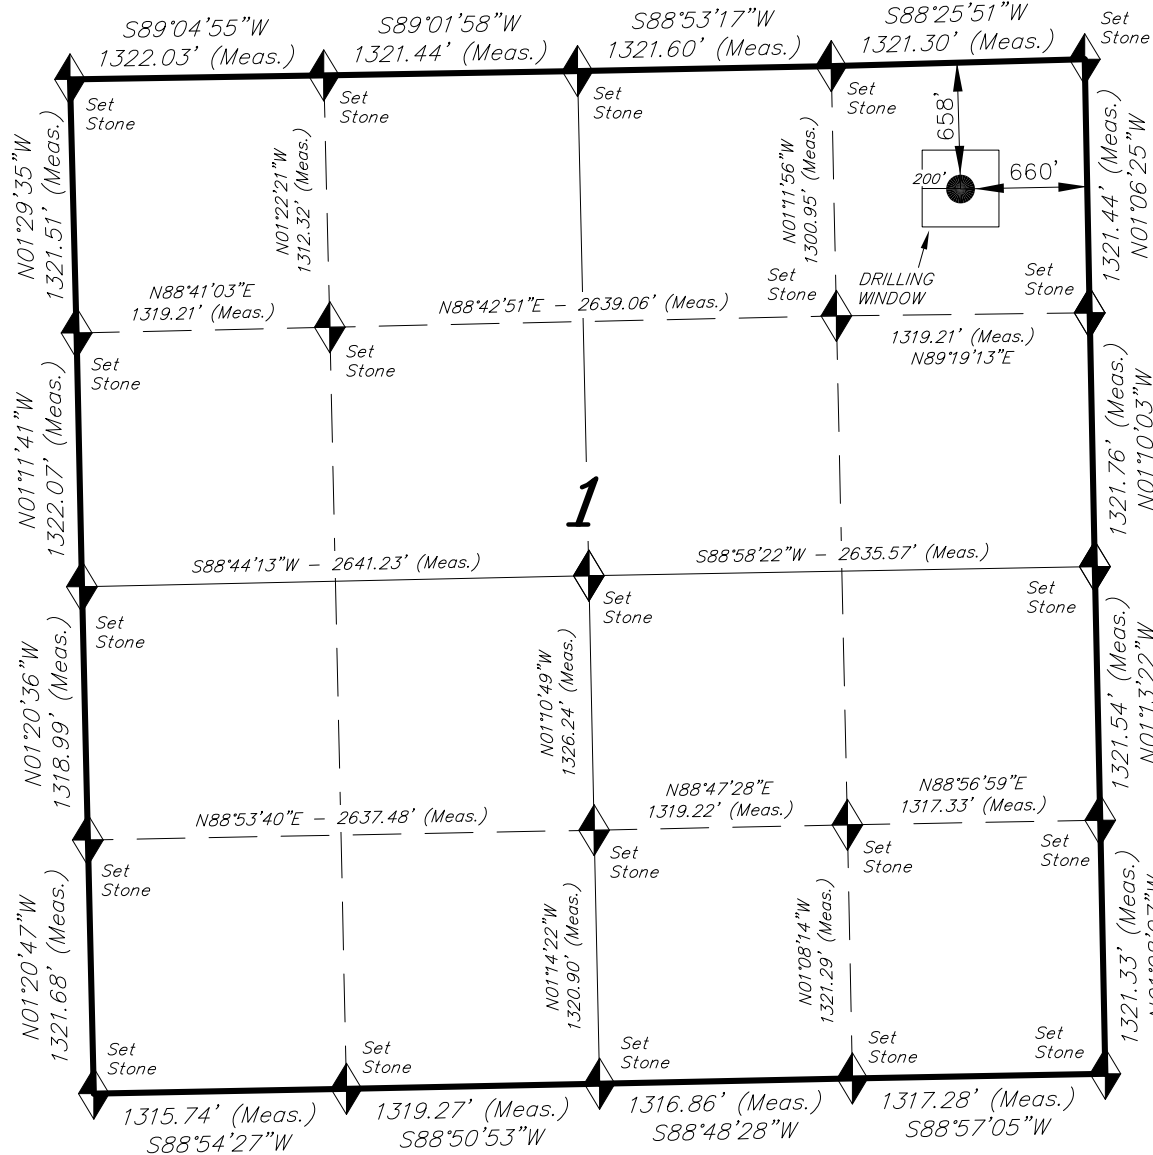 S89°04'55"W
1322.03' (Meas.)
S89°01'58"W
1321.44' (Meas.)
S88°53'17"W
1321.60' (Meas.)
S88°25'51"W
1321.30' (Meas.)
Set
Stone
Set
Stone
Set
Stone
Set
Stone
Set
Stone
N01°29'35"W
1321.51' (Meas.)
N01°22'21"W
1312.32' (Meas.)
N01°11'56"W
1300.95' (Meas.)
658'
200'
660'
1321.44' (Meas.)
N01°06'25"W
DRILLING
WINDOW
Set
Stone
Set
Stone
N88°41'03"E
1319.21' (Meas.)
N88°42'51"E – 2639.06' (Meas.)
1319.21' (Meas.)
N89°19'13"E
Set
Stone
Set
Stone
N01°11'41"W
1322.07' (Meas.)
1321.76' (Meas.)
N01°10'03"W
1
S88°44'13"W – 2641.23' (Meas.)
S88°58'22"W – 2635.57' (Meas.)
Set
Stone
Set
Stone
Set
Stone
N01°20'36"W
1318.99' (Meas.)
N01°10'49"W
1326.24' (Meas.)
1321.54' (Meas.)
N01°13'22"W
N88°53'40"E – 2637.48' (Meas.)
N88°47'28"E
1319.22' (Meas.)
N88°56'59"E
1317.33' (Meas.)
Set
Stone
Set
Stone
Set
Stone
Set
Stone
N01°20'47"W
1321.68' (Meas.)
N01°14'22"W
1320.90' (Meas.)
N01°08'14"W
1321.29' (Meas.)
1321.33' (Meas.)
Set
Stone
Set
Stone
Set
Stone
Set
Stone
Set
Stone
1315.74' (Meas.)
S88°54'27"W
1319.27' (Meas.)
S88°50'53"W
1316.86' (Meas.)
S88°48'28"W
1317.28' (Meas.)
S88°57'05"W